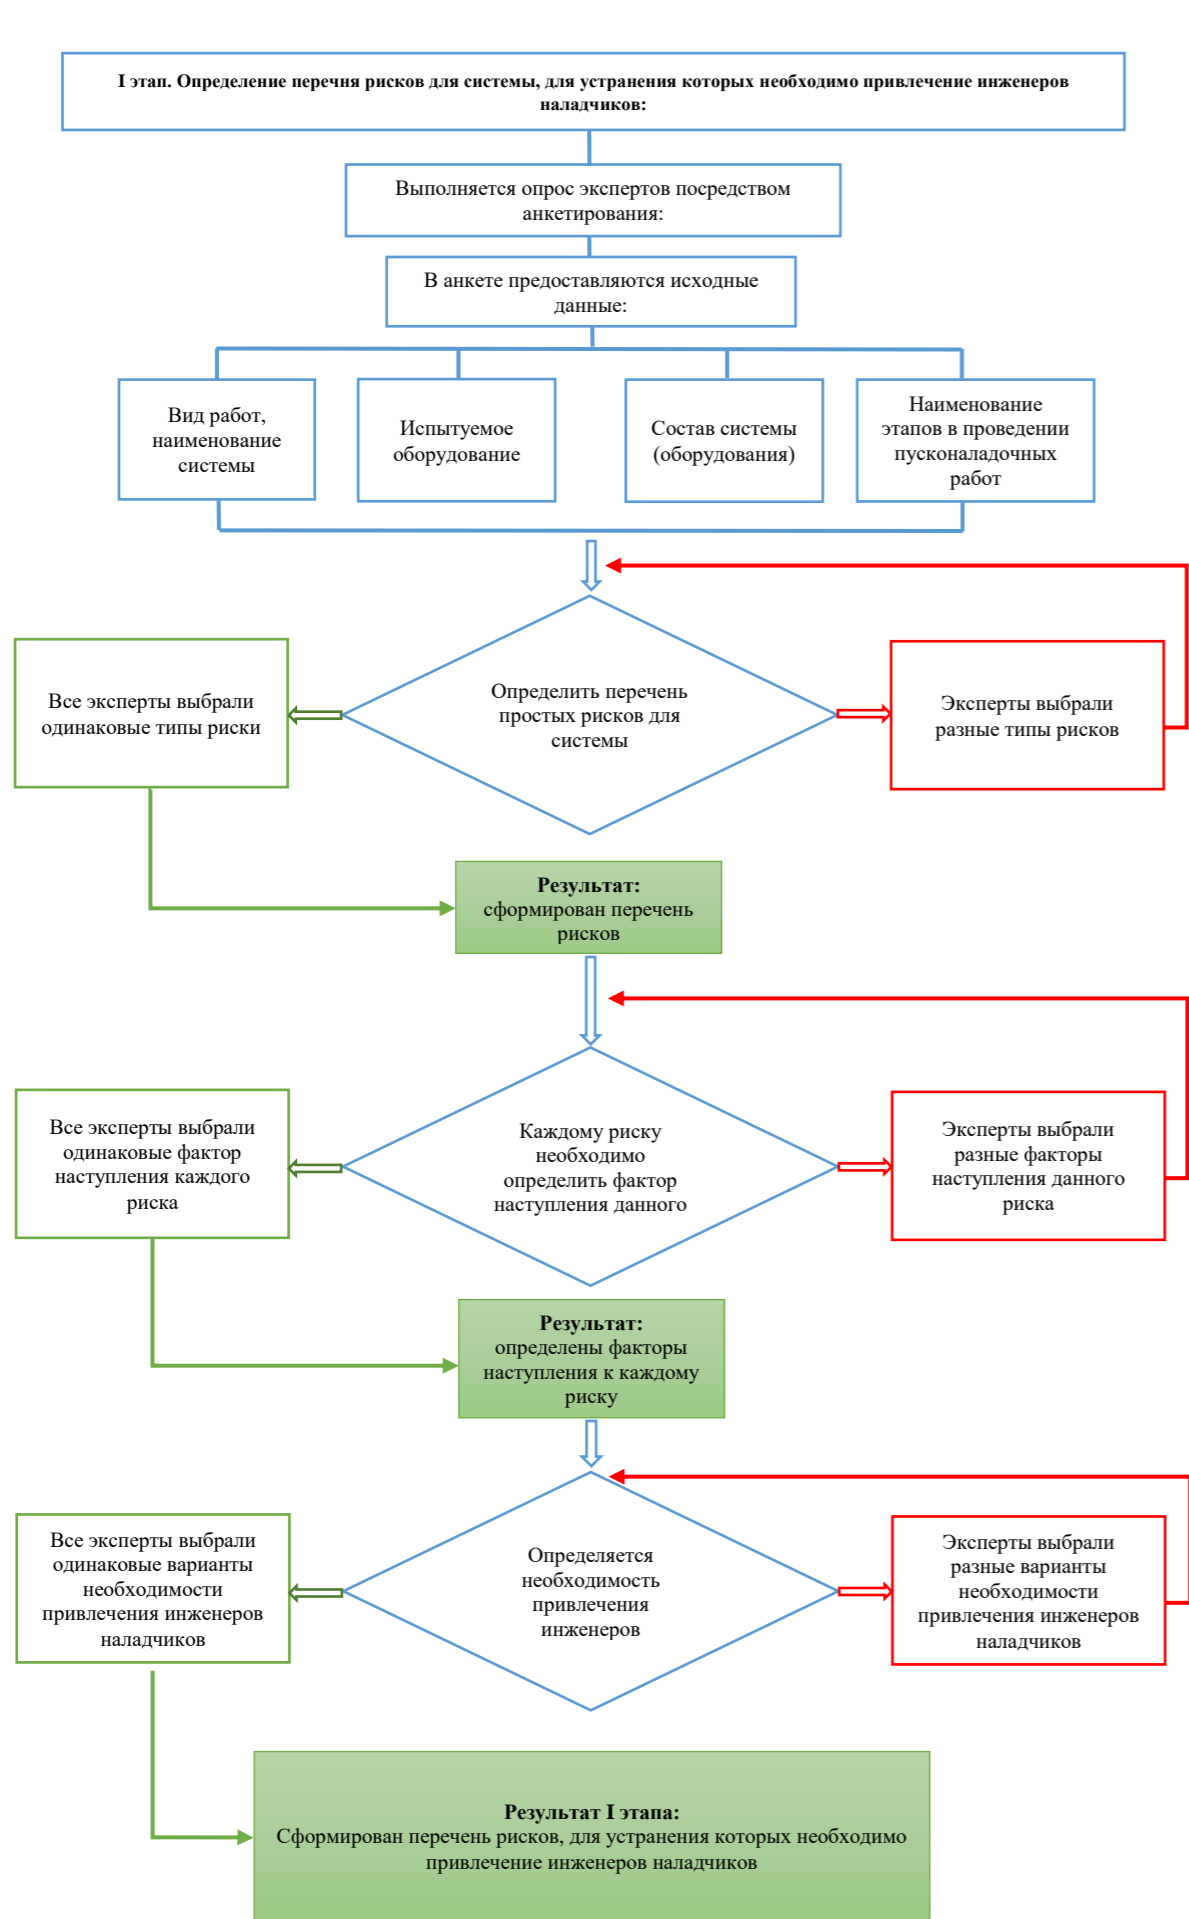 I этап. Определение перечня рисков для системы, для устранения которых необходимо привлечение инженеров
наладчиков:
Выполняется опрос экспертов посредством
анкетирования:
В анкете предоставляются исходные
данные:
Вид работ,
наименование
системы
Испытуемое
оборудование
Состав системы
(оборудования)
Наименование
этапов в проведении
пусконаладочных
работ
Все эксперты выбрали
одинаковые типы риски
Определить перечень
простых рисков для
системы
Эксперты выбрали
разные типы рисков
Результат:
сформирован перечень
рисков
Все эксперты выбрали
одинаковые фактор
наступления каждого
риска
Каждому риску
необходимо
определить фактор
наступления данного
Эксперты выбрали
разные факторы
наступления данного
риска
Результат:
определены факторы
наступления к каждому
риску
Все эксперты выбрали
одинаковые варианты
необходимости
привлечения инженеров
наладчиков
Определяется
необходимость
привлечения
инженеров
Эксперты выбрали
разные варианты
необходимости
привлечения инженеров
наладчиков
Результат I этапа:
Сформирован перечень рисков, для устранения которых необходимо
привлечение инженеров наладчиков